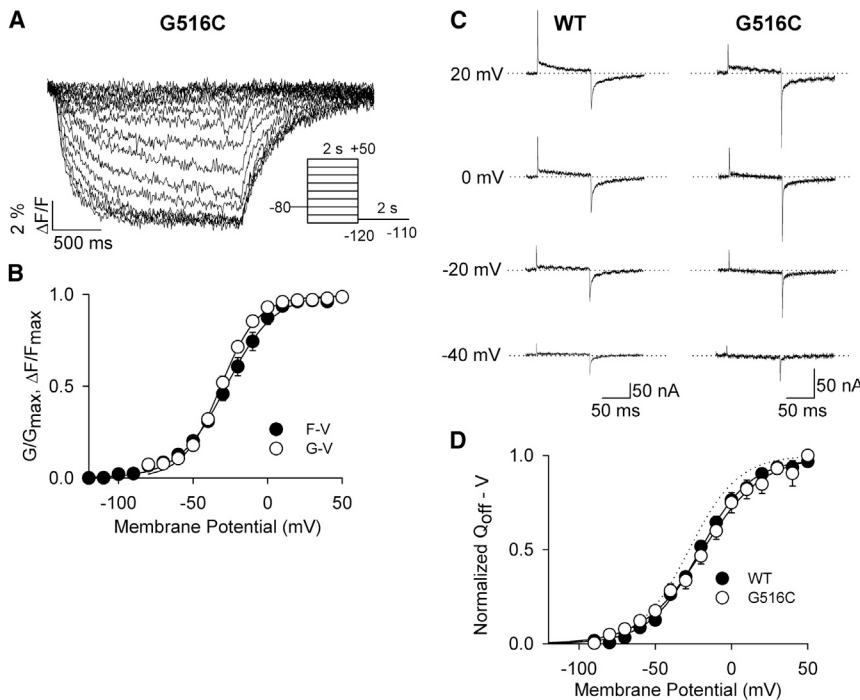 A
G516C
2 s +50
-80
2 s
-120 -110
2 %
ΔF/F
500 ms
B
1.0
0.5
0.0
G/Gmax, ΔF/Fmax
F-V
G-V
-100 -50 0 50
Membrane Potential (mV)
C
WT G516C
20 mV
0 mV
-20 mV
-40 mV
50 nA
50 ms
50 nA
50 ms
D
1.0
0.5
0.0
Normalized Qoff - V
WT
G516C
-100 -50 0 50
Membrane Potential (mV)